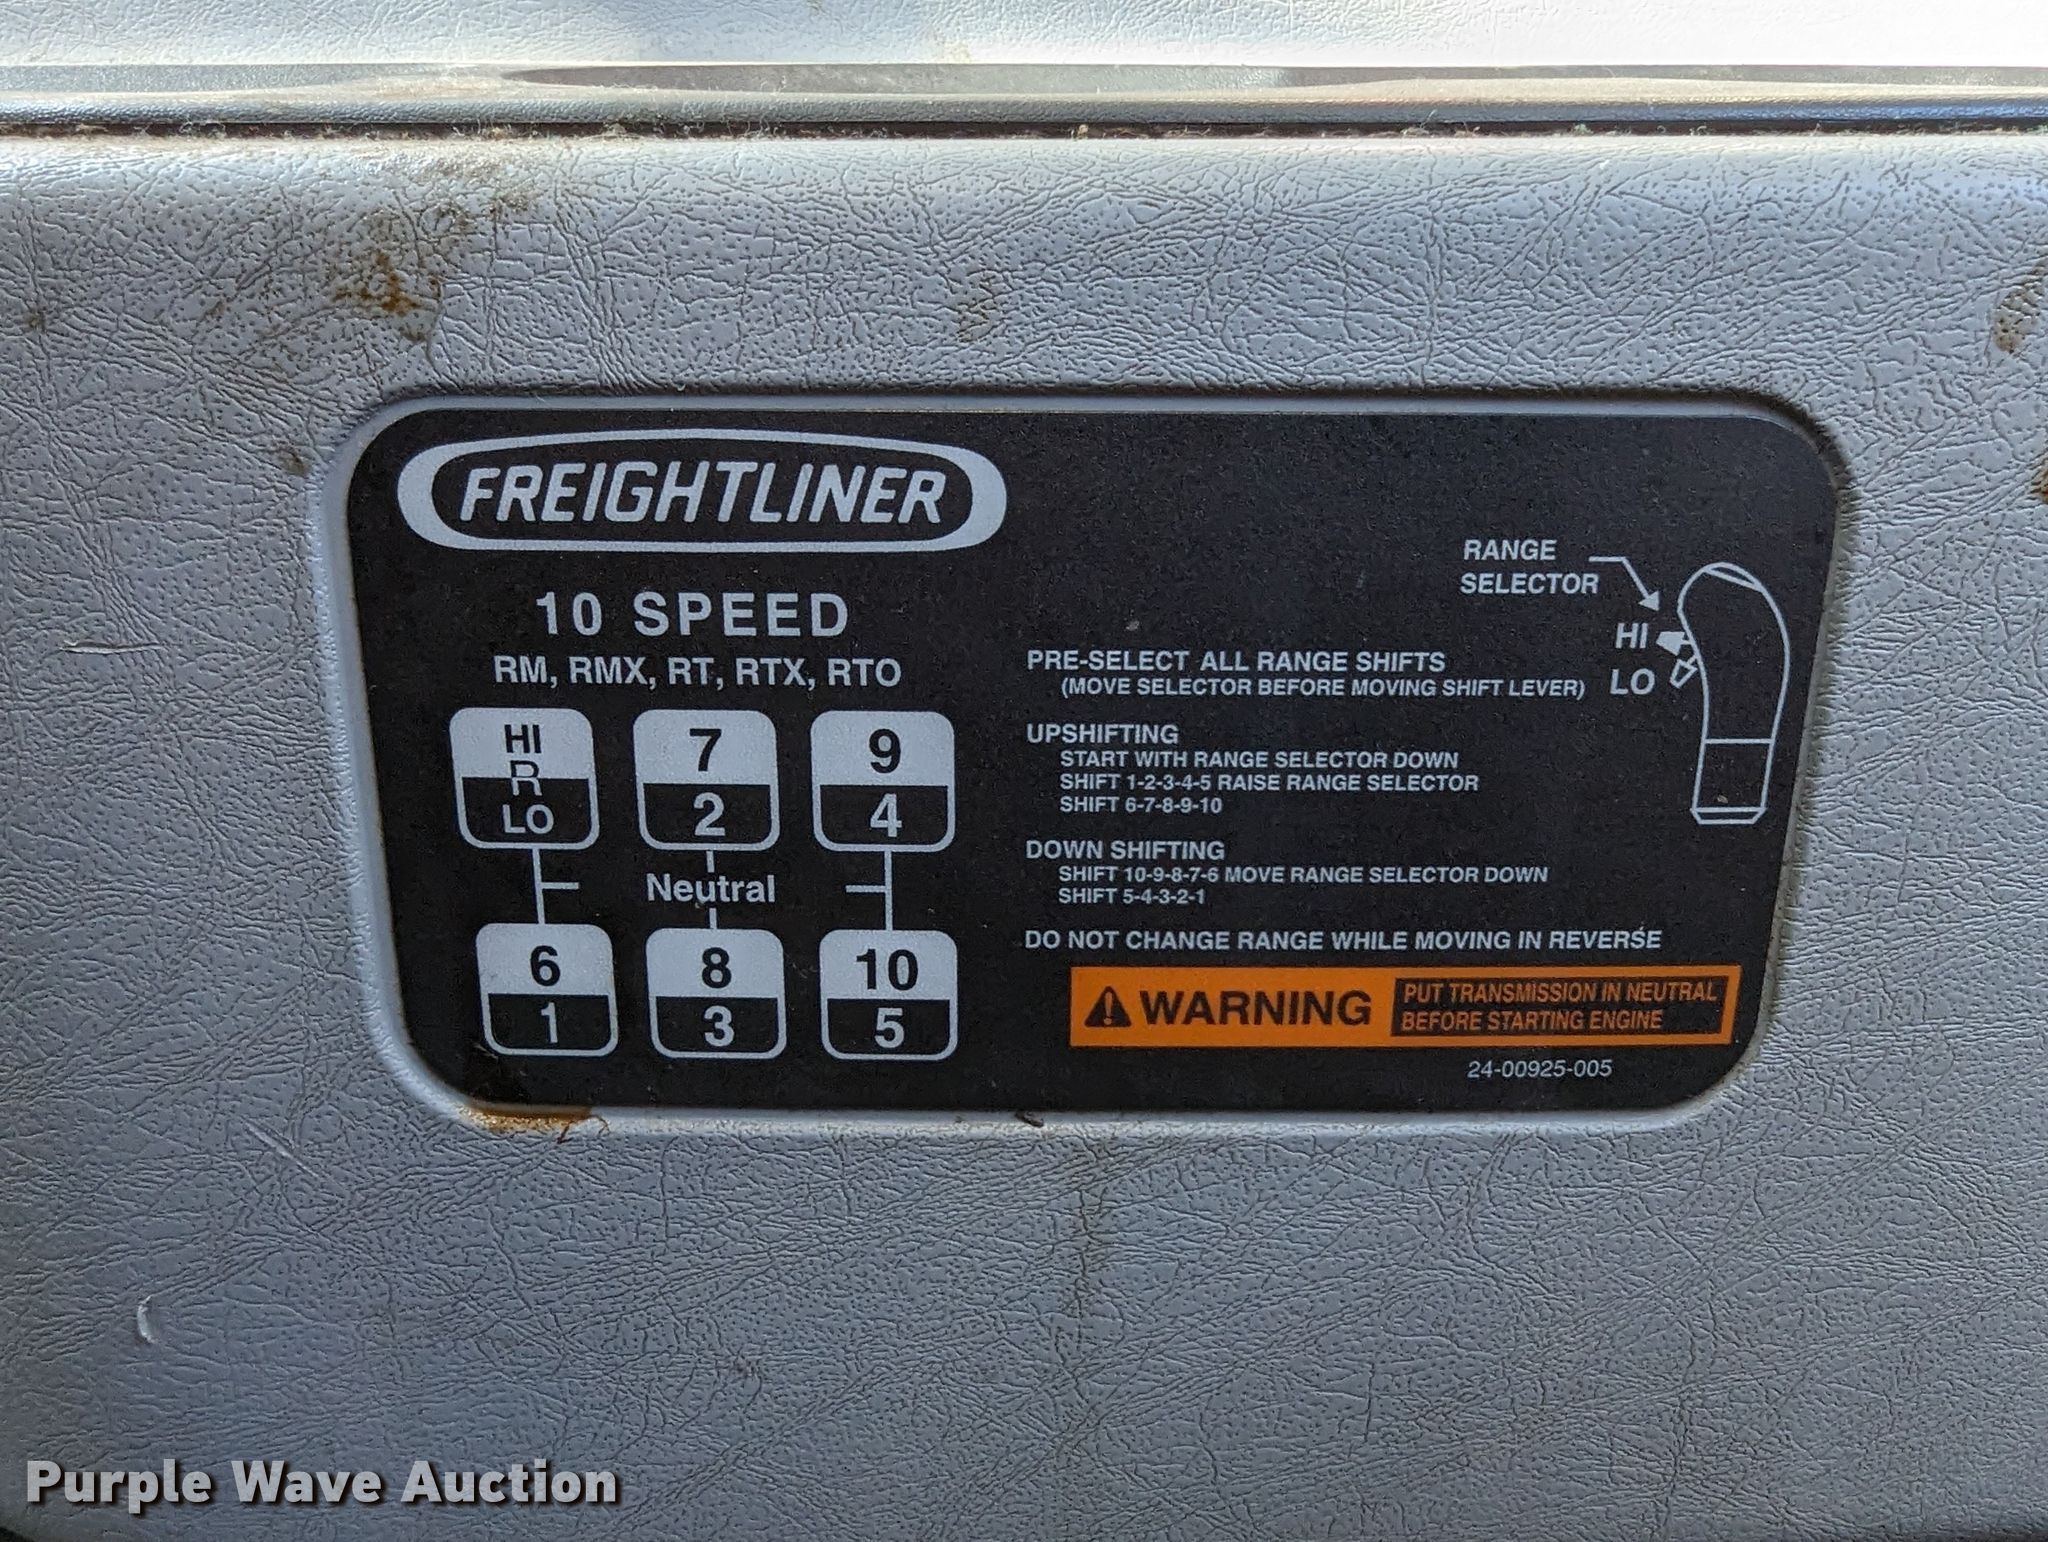 FREIGHTLINER
10 SPEED
RM, RMX, RT, RTX, RTO
HI
R
LO
7
2
9
4
Neutral
6
1
8
3
10
5
RANGE
SELECTOR
HI
LO
PRE-SELECT ALL RANGE SHIFTS
(MOVE SELECTOR BEFORE MOVING SHIFT LEVER)
UPSHIFTING
START WITH RANGE SELECTOR DOWN
SHIFT 1-2-3-4-5 RAISE RANGE SELECTOR
SHIFT 6-7-8-9-10
DOWN SHIFTING
SHIFT 10-9-8-7-6 MOVE RANGE SELECTOR DOWN
SHIFT 5-4-3-2-1
DO NOT CHANGE RANGE WHILE MOVING IN REVERSE
WARNING
PUT TRANSMISSION IN NEUTRAL
BEFORE STARTING ENGINE
24-00925-005
Purple Wave Auction